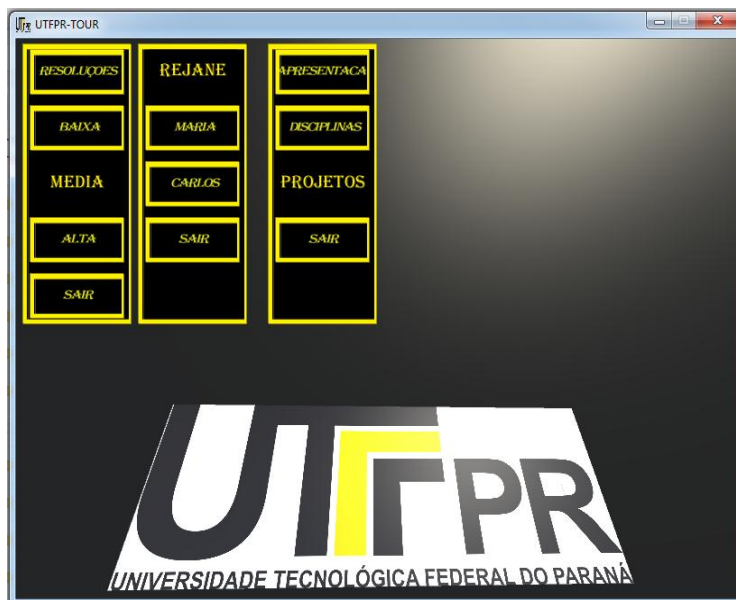 UTFPR-TOUR
RESOLUÇOES
BAIXA
MEDIA
ALTA
SAIR
REJANE
MARIA
CARLOS
SAIR
APRESENTACA
DISCIPLINAS
PROJETOS
SAIR
UTFPR
UNIVERSIDADE TECNOLÓGICA FEDERAL DO PARANÁ